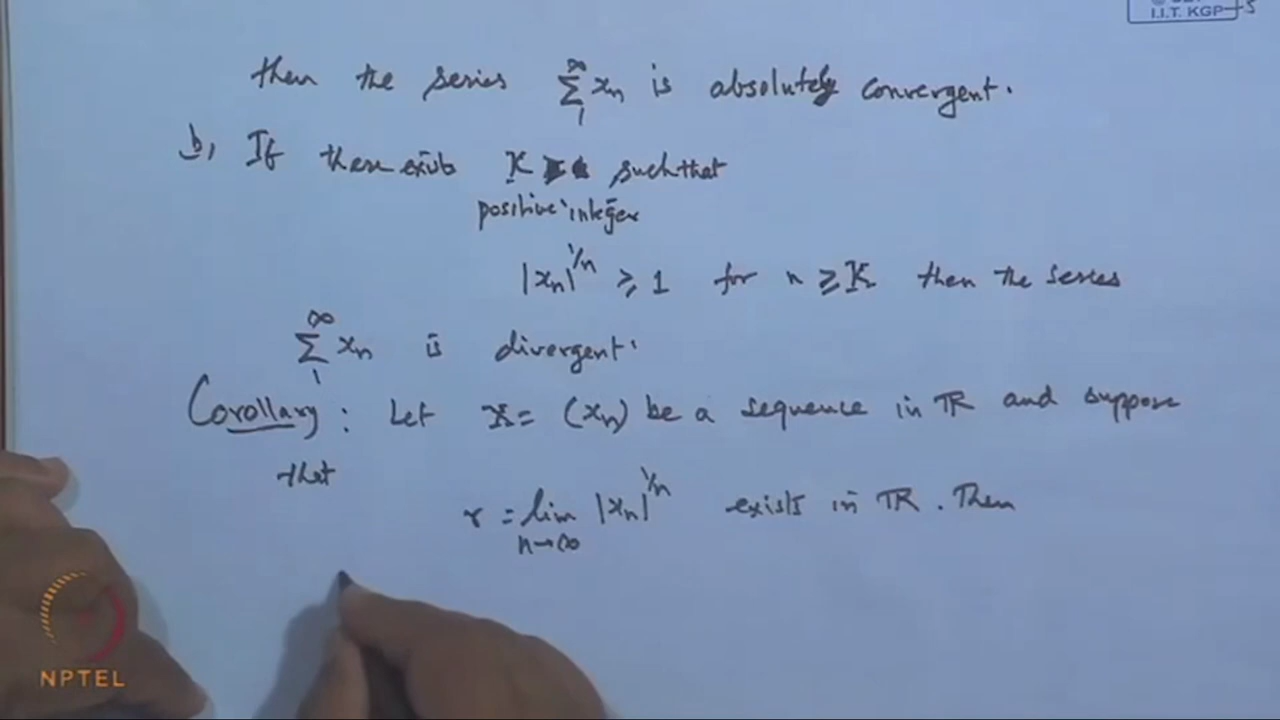 I.I.T. KGP
then the series ∑₁^∞ xₙ is absolutely convergent.
b, If there exists K such that
positive integer
|xₙ|^{1/n} ≥ 1 for n ≥ K then the series
∑₁^∞ xₙ is divergent.
Corollary: Let X = (xₙ) be a sequence in ℝ and suppose
that
r = lim |xₙ|^{1/n} exists in ℝ. Then
n→∞
NPTEL